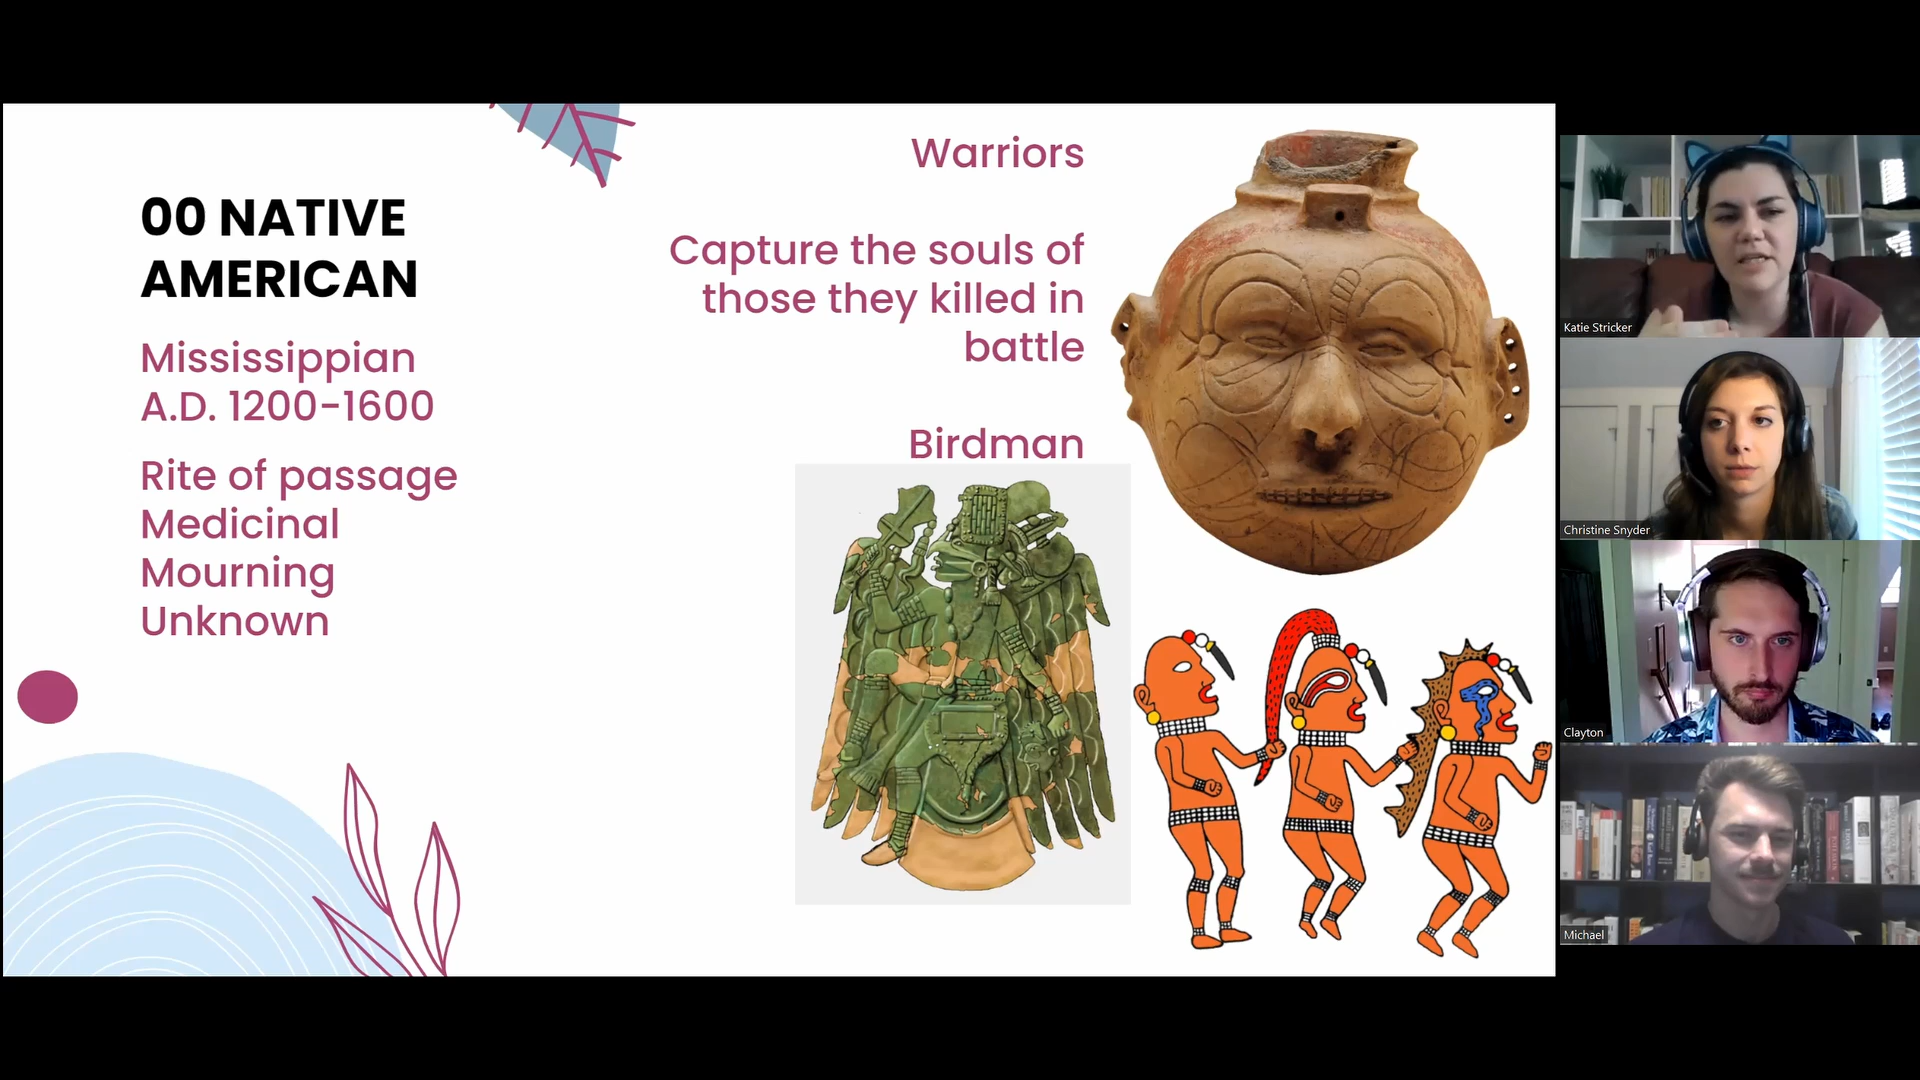 00 NATIVE
AMERICAN
Mississippian
A.D. 1200-1600
Rite of passage
Medicinal
Mourning
Unknown
Warriors
Capture the souls of
those they killed in
battle
Birdman
Katie Stricker
Christine Snyder
Clayton
Michael